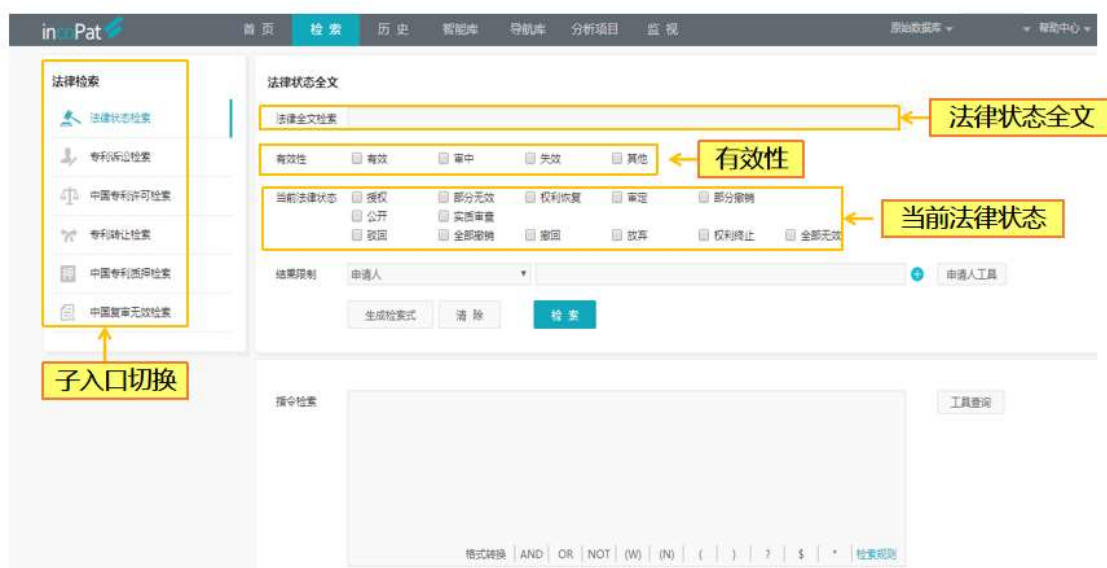 incoPat
首页 检索 历史 智能库 导航库 分析项目 监视 原始数据库 帮助中心
法律检索
法律状态检索
专利诉讼检索
中国专利许可检索
专利转让检索
中国专利质押检索
中国复审无效检索
子入口切换
法律状态全文
法律全文检索
法律状态全文
有效性 有效 审中 失效 其他
有效性
当前法律状态 授权 部分无效 权利恢复 审定 部分撤销
公开 实质审查
驳回 全部撤销 撤回 放弃 权利终止 全部无效
当前法律状态
结果限制 申请人 申请人工具
生成检索式 清除 检索
指令检索 工具查询
格式转换 | AND | OR | NOT | (W) | (N) | ( | ) | ? | $ | * | 检索规则